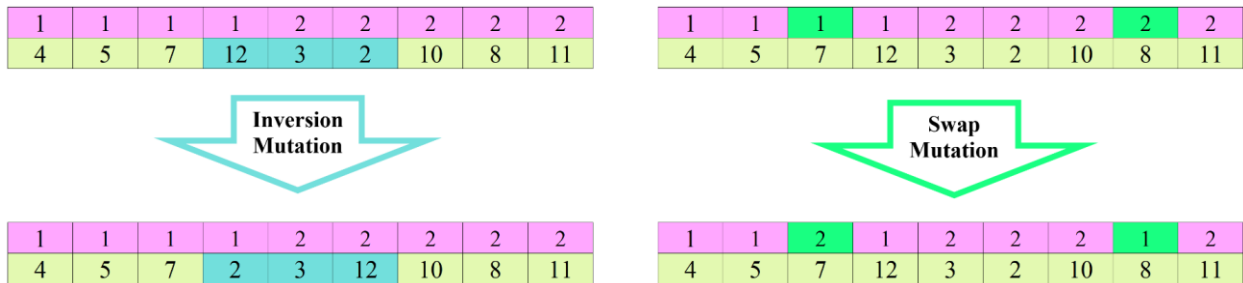 1 1 1 1 2 2 2 2 2
4 5 7 12 3 2 10 8 11
Inversion
Mutation
1 1 1 1 2 2 2 2 2
4 5 7 2 3 12 10 8 11
1 1 1 1 2 2 2 2 2
4 5 7 12 3 2 10 8 11
Swap
Mutation
1 1 2 1 2 2 2 1 2
4 5 7 12 3 2 10 8 11